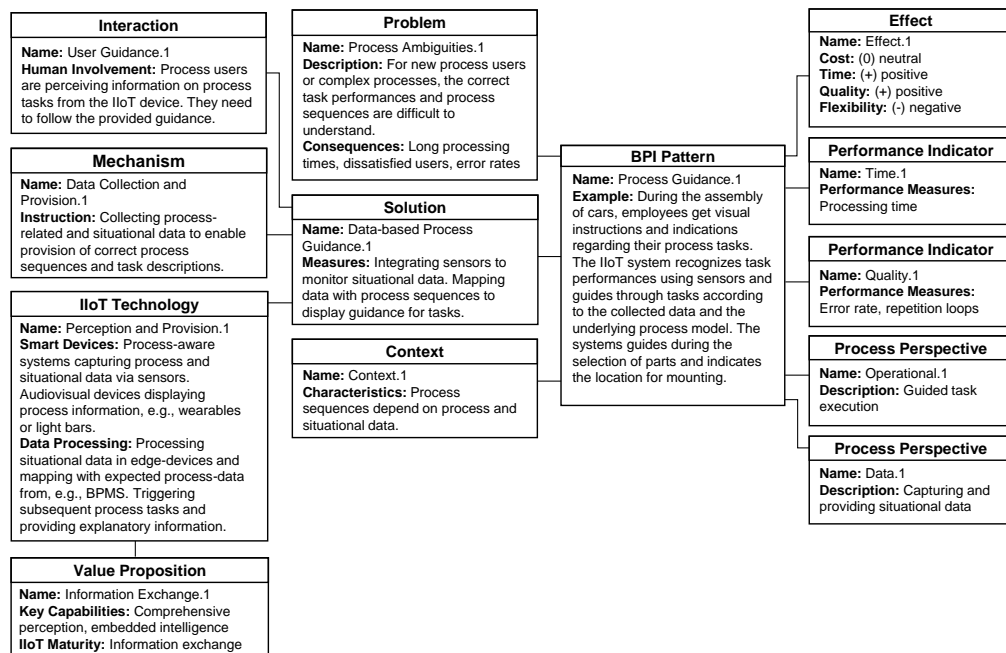 Interaction
Name: User Guidance.1
Human Involvement: Process users
are perceiving information on process
tasks from the IIoT device. They need
to follow the provided guidance.
Mechanism
Name: Data Collection and
Provision.1
Instruction: Collecting process-
related and situational data to enable
provision of correct process
sequences and task descriptions.
IIoT Technology
Name: Perception and Provision.1
Smart Devices: Process-aware
systems capturing process and
situational data via sensors.
Audiovisual devices displaying
process information, e.g., wearables
or light bars.
Data Processing: Processing
situational data in edge-devices and
mapping with expected process-data
from, e.g., BPMS. Triggering
subsequent process tasks and
providing explanatory information.
Value Proposition
Name: Information Exchange.1
Key Capabilities: Comprehensive
perception, embedded intelligence
IIoT Maturity: Information exchange
Problem
Name: Process Ambiguities.1
Description: For new process users
or complex processes, the correct
task performances and process
sequences are difficult to
understand.
Consequences: Long processing
times, dissatisfied users, error rates
Solution
Name: Data-based Process
Guidance.1
Measures: Integrating sensors to
monitor situational data. Mapping
data with process sequences to
display guidance for tasks.
Context
Name: Context.1
Characteristics: Process
sequences depend on process and
situational data.
BPI Pattern
Name: Process Guidance.1
Example: During the assembly
of cars, employees get visual
instructions and indications
regarding their process tasks.
The IIoT system recognizes task
performances using sensors and
guides through tasks according
to the collected data and the
underlying process model. The
systems guides during the
selection of parts and indicates
the location for mounting.
Effect
Name: Effect.1
Cost: (0) neutral
Time: (+) positive
Quality: (+) positive
Flexibility: (-) negative
Performance Indicator
Name: Time.1
Performance Measures:
Processing time
Performance Indicator
Name: Quality.1
Performance Measures:
Error rate, repetition loops
Process Perspective
Name: Operational.1
Description: Guided task
execution
Process Perspective
Name: Data.1
Description: Capturing and
providing situational data